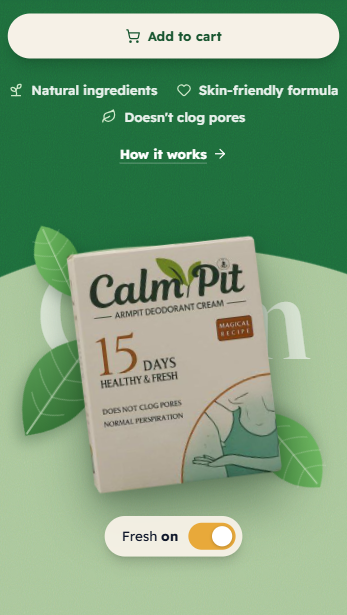 Add to cart
Natural ingredients
Skin-friendly formula
Doesn't clog pores
How it works →
Calm Pit
ARMPIT DEODORANT CREAM
MAGICAL
RECIPE
15 DAYS
HEALTHY & FRESH
DOES NOT CLOG PORES
NORMAL PERSPIRATION
Fresh on